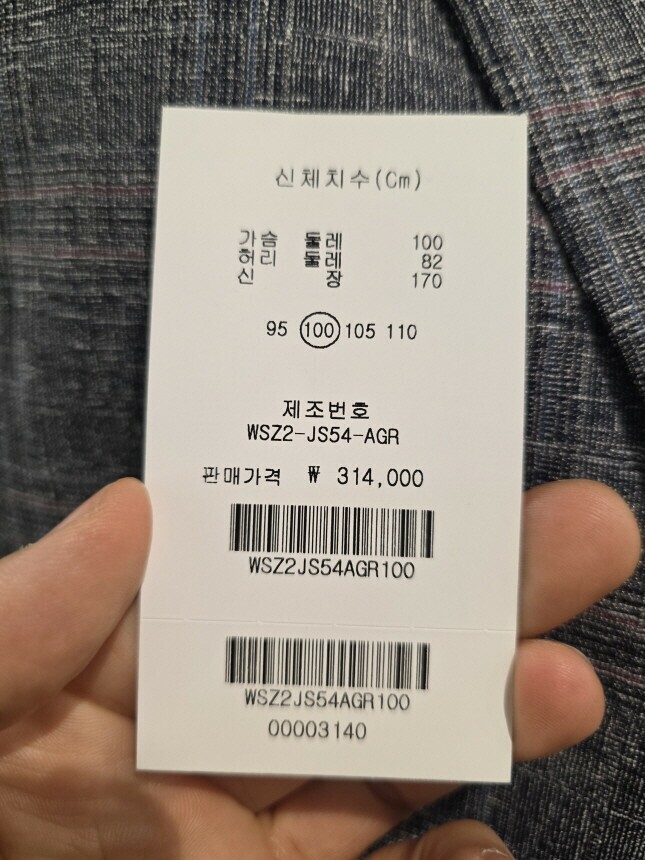 신체치수(Cm)
가슴 둘레 100
허리 둘레 82
신 장 170
95 100 105 110
제조번호
WSZ2-JS54-AGR
판매가격 ₩ 314,000
WSZ2JS54AGR100
WSZ2JS54AGR100
00003140